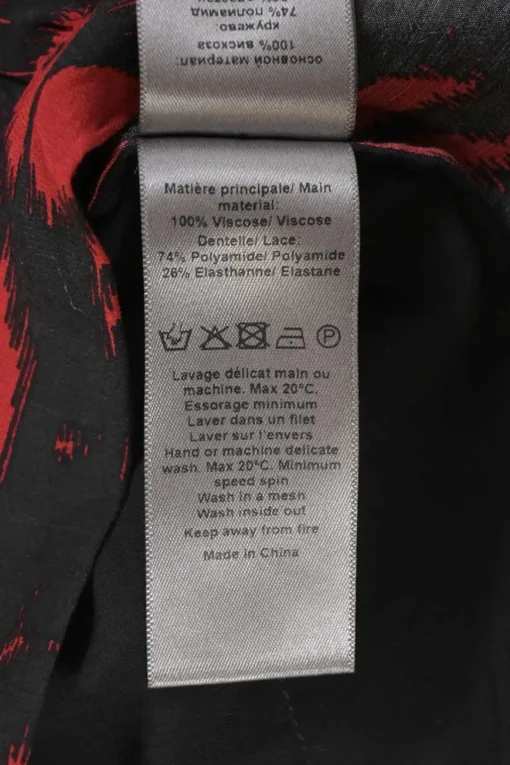 основной материал:
100% вискоза
кружево:
74% полиамид
Matière principale/ Main
material:
100% Viscose/ Viscose
Dentelle/ Lace:
74% Polyamide/ Polyamide
26% Elasthanne/ Elastane
P
Lavage délicat main ou
machine. Max 20°C.
Essorage minimum
Laver dans un filet
Laver sur l'envers
Hand or machine delicate
wash. Max 20°C. Minimum
speed spin
Wash in a mesh
Wash inside out
Keep away from fire
Made in China